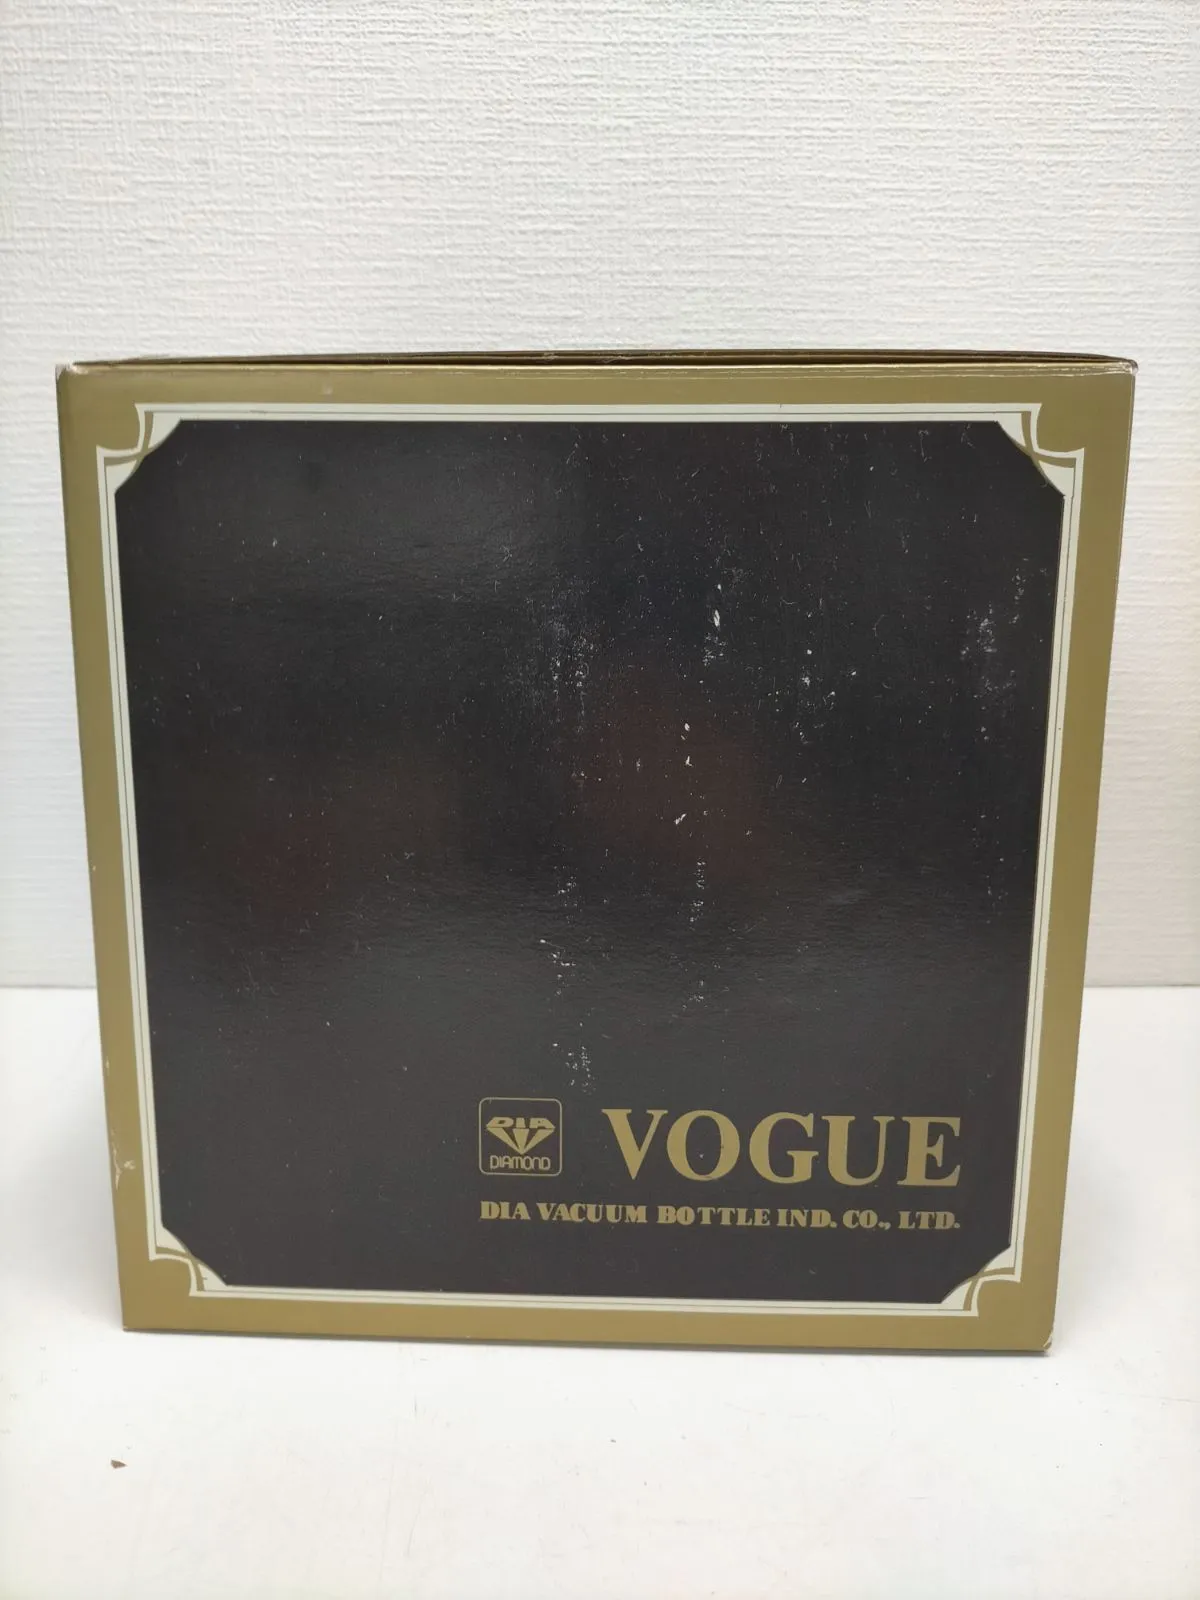 DIA
DIAMOND
VOGUE
DIA VACUUM BOTTLE IND. CO., LTD.